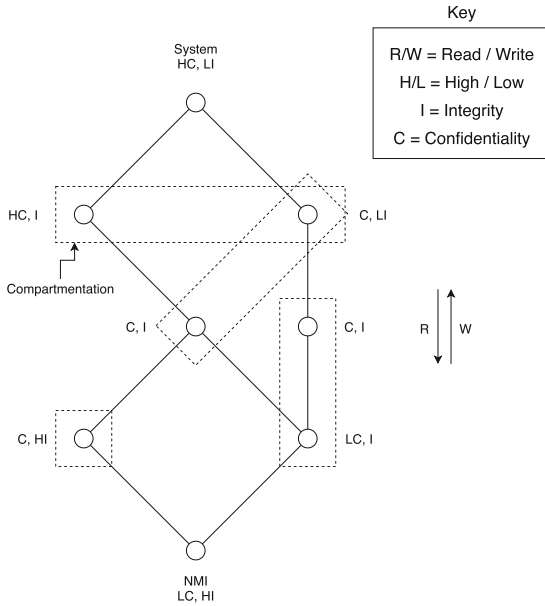 Key
R/W = Read / Write
H/L = High / Low
I = Integrity
C = Confidentiality
System
HC, LI
HC, I
C, LI
Compartmentation
C, I
C, I
R
W
C, HI
LC, I
NMI
LC, HI